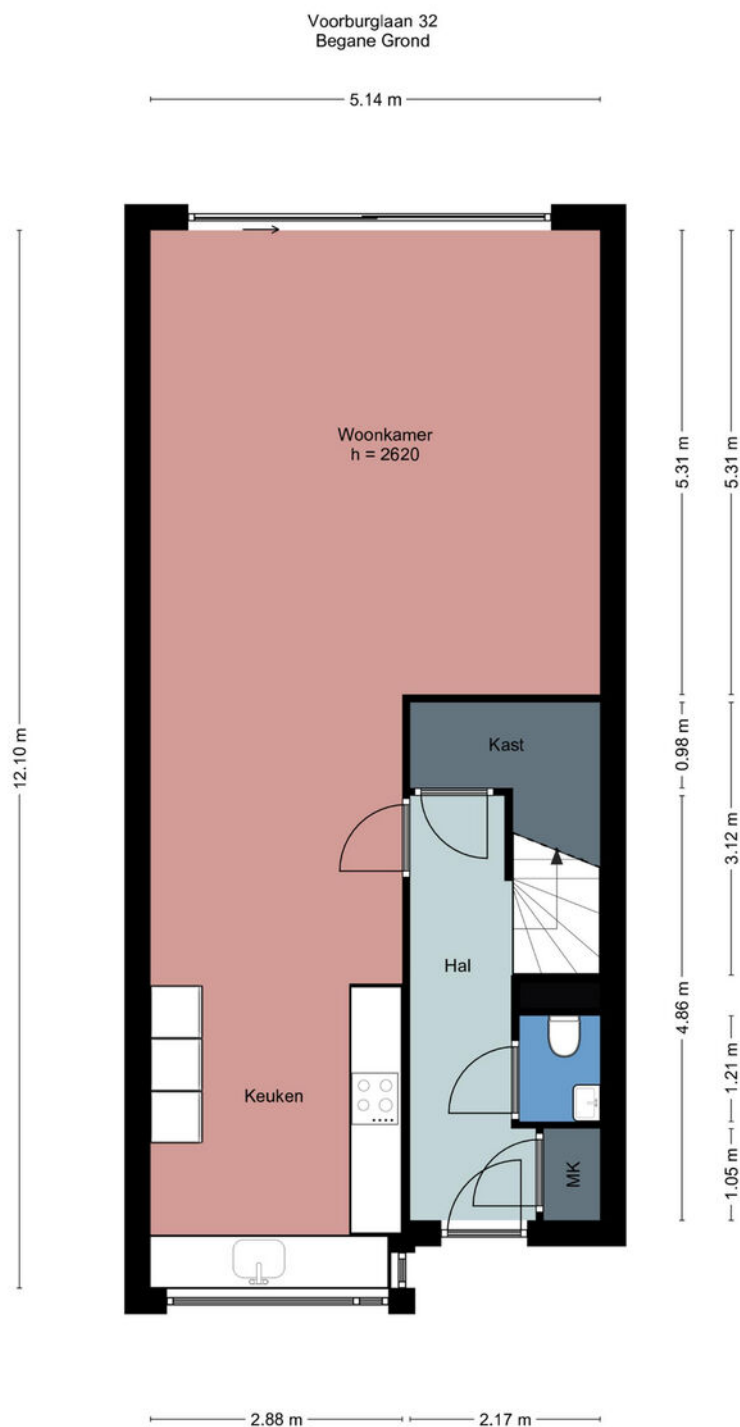 Voorburglaan 32
Begane Grond
5.14 m
Woonkamer
h = 2620
5.31 m
5.31 m
12.10 m
Kast
0.98 m
3.12 m
Hal
4.86 m
1.21 m
Keuken
MK
1.05 m
2.88 m
2.17 m